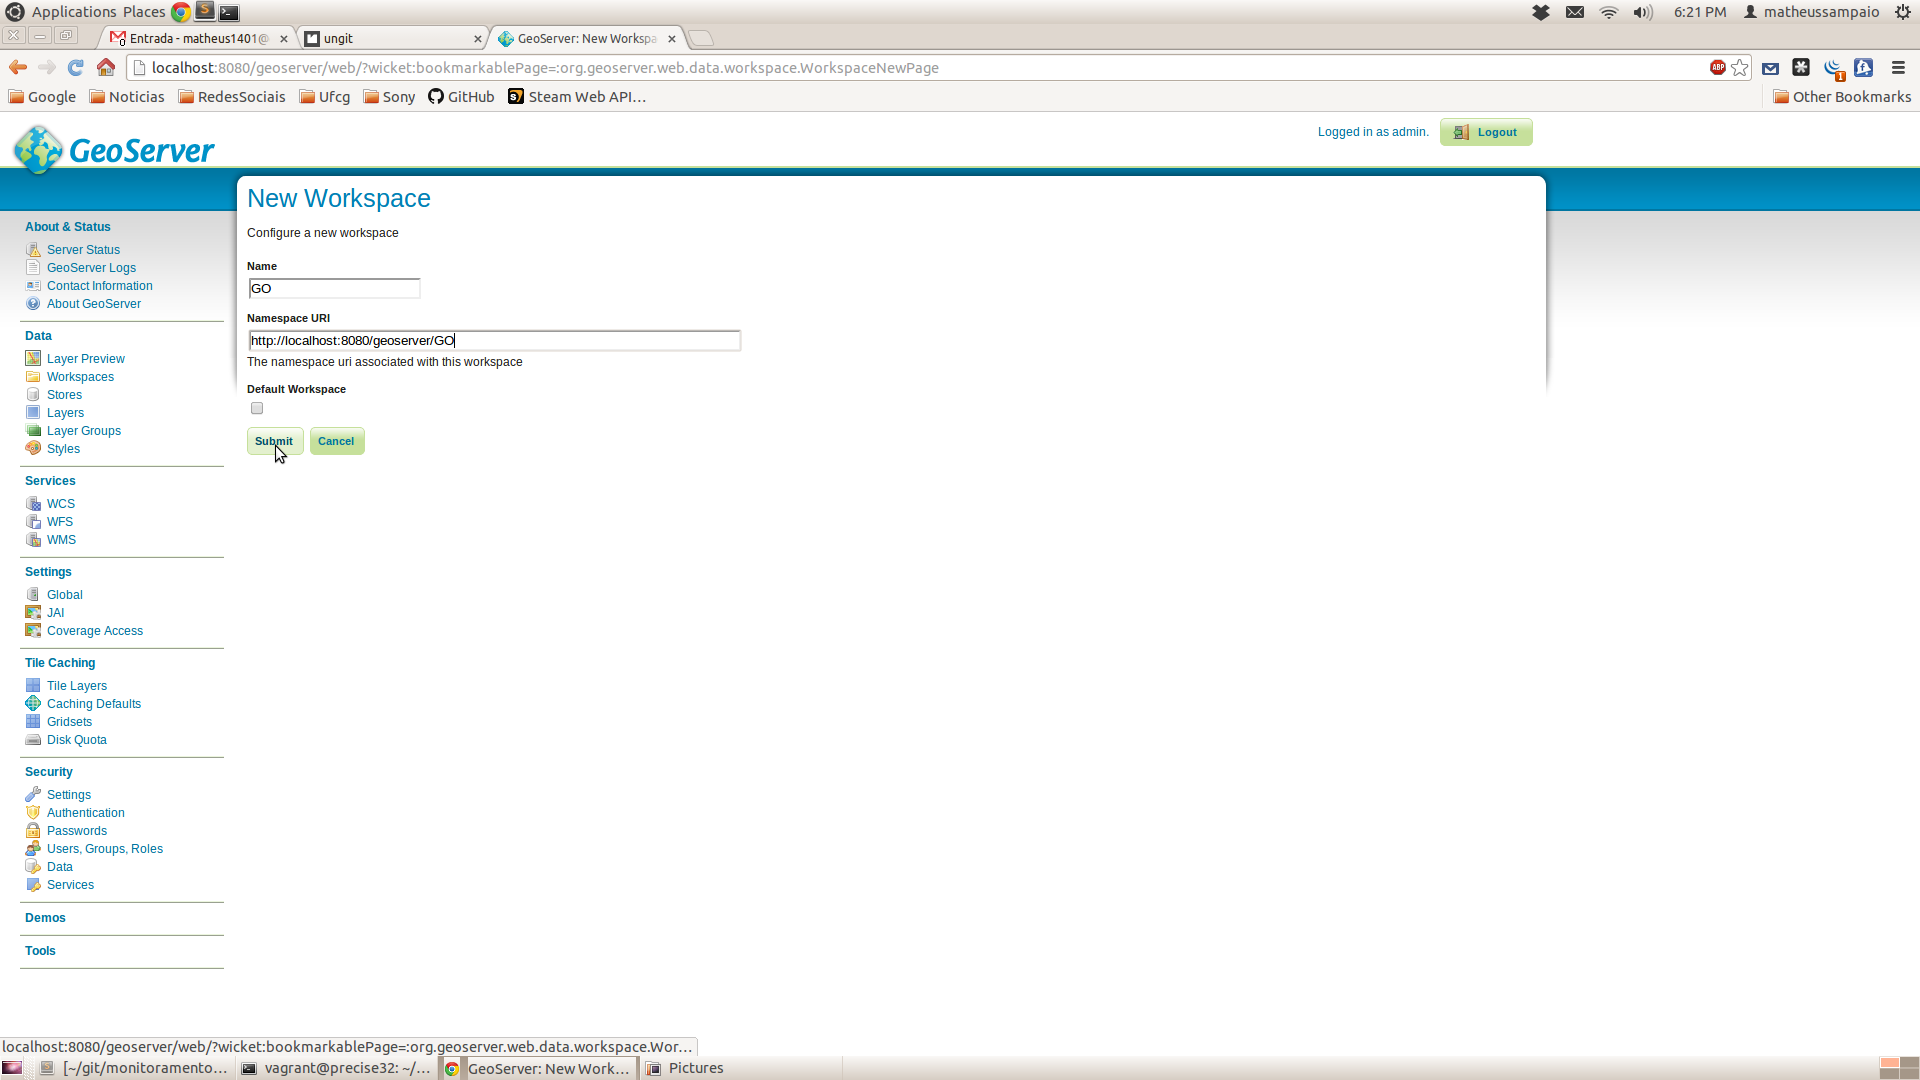 Applications Places
6:21 PM matheussampaio
Entrada - matheus1401@
ungit
GeoServer: New Workspa
localhost:8080/geoserver/web/?wicket:bookmarkablePage=:org.geoserver.web.data.workspace.WorkspaceNewPage
ABP
1
Google Noticias RedesSociais Ufcg Sony GitHub Steam Web API... Other Bookmarks
GeoServer
Logged in as admin. Logout
New Workspace
Configure a new workspace
Name
GO
Namespace URI
http://localhost:8080/geoserver/GO
The namespace uri associated with this workspace
Default Workspace
Submit Cancel
About & Status
Server Status
GeoServer Logs
Contact Information
About GeoServer
Data
Layer Preview
Workspaces
Stores
Layers
Layer Groups
Styles
Services
WCS
WFS
WMS
Settings
Global
JAI
Coverage Access
Tile Caching
Tile Layers
Caching Defaults
Gridsets
Disk Quota
Security
Settings
Authentication
Passwords
Users, Groups, Roles
Data
Services
Demos
Tools
localhost:8080/geoserver/web/?wicket:bookmarkablePage=:org.geoserver.web.data.workspace.Wor...
[~/git/monitoramento... vagrant@precise32: ~/... GeoServer: New Work... Pictures